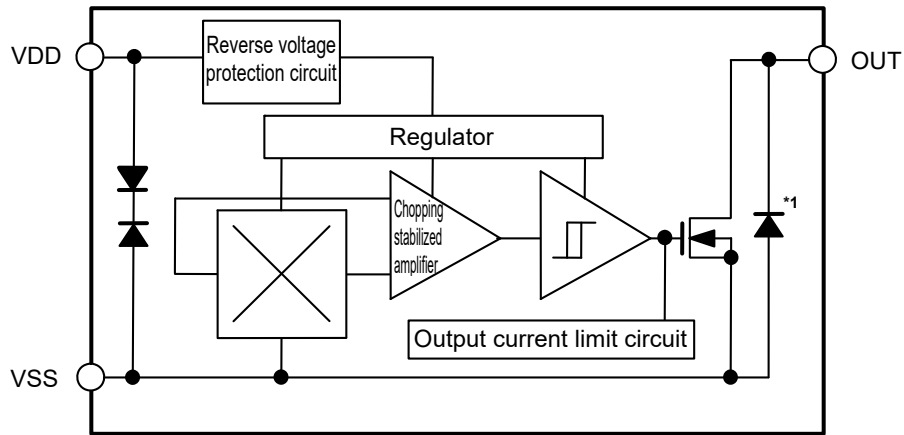 VDD
Reverse voltage
protection circuit
OUT
Regulator
Chopping
stabilized
amplifier
*1
Output current limit circuit
VSS